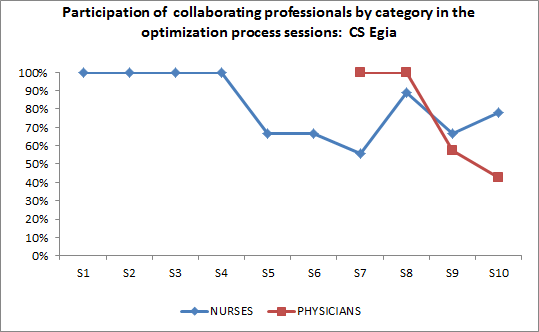 Participation of collaborating professionals by category in the
optimization process sessions: CS Egia
100%
90%
80%
70%
60%
50%
40%
30%
20%
10%
0%
S1 S2 S3 S4 S5 S6 S7 S8 S9 S10
NURSES PHYSICIANS